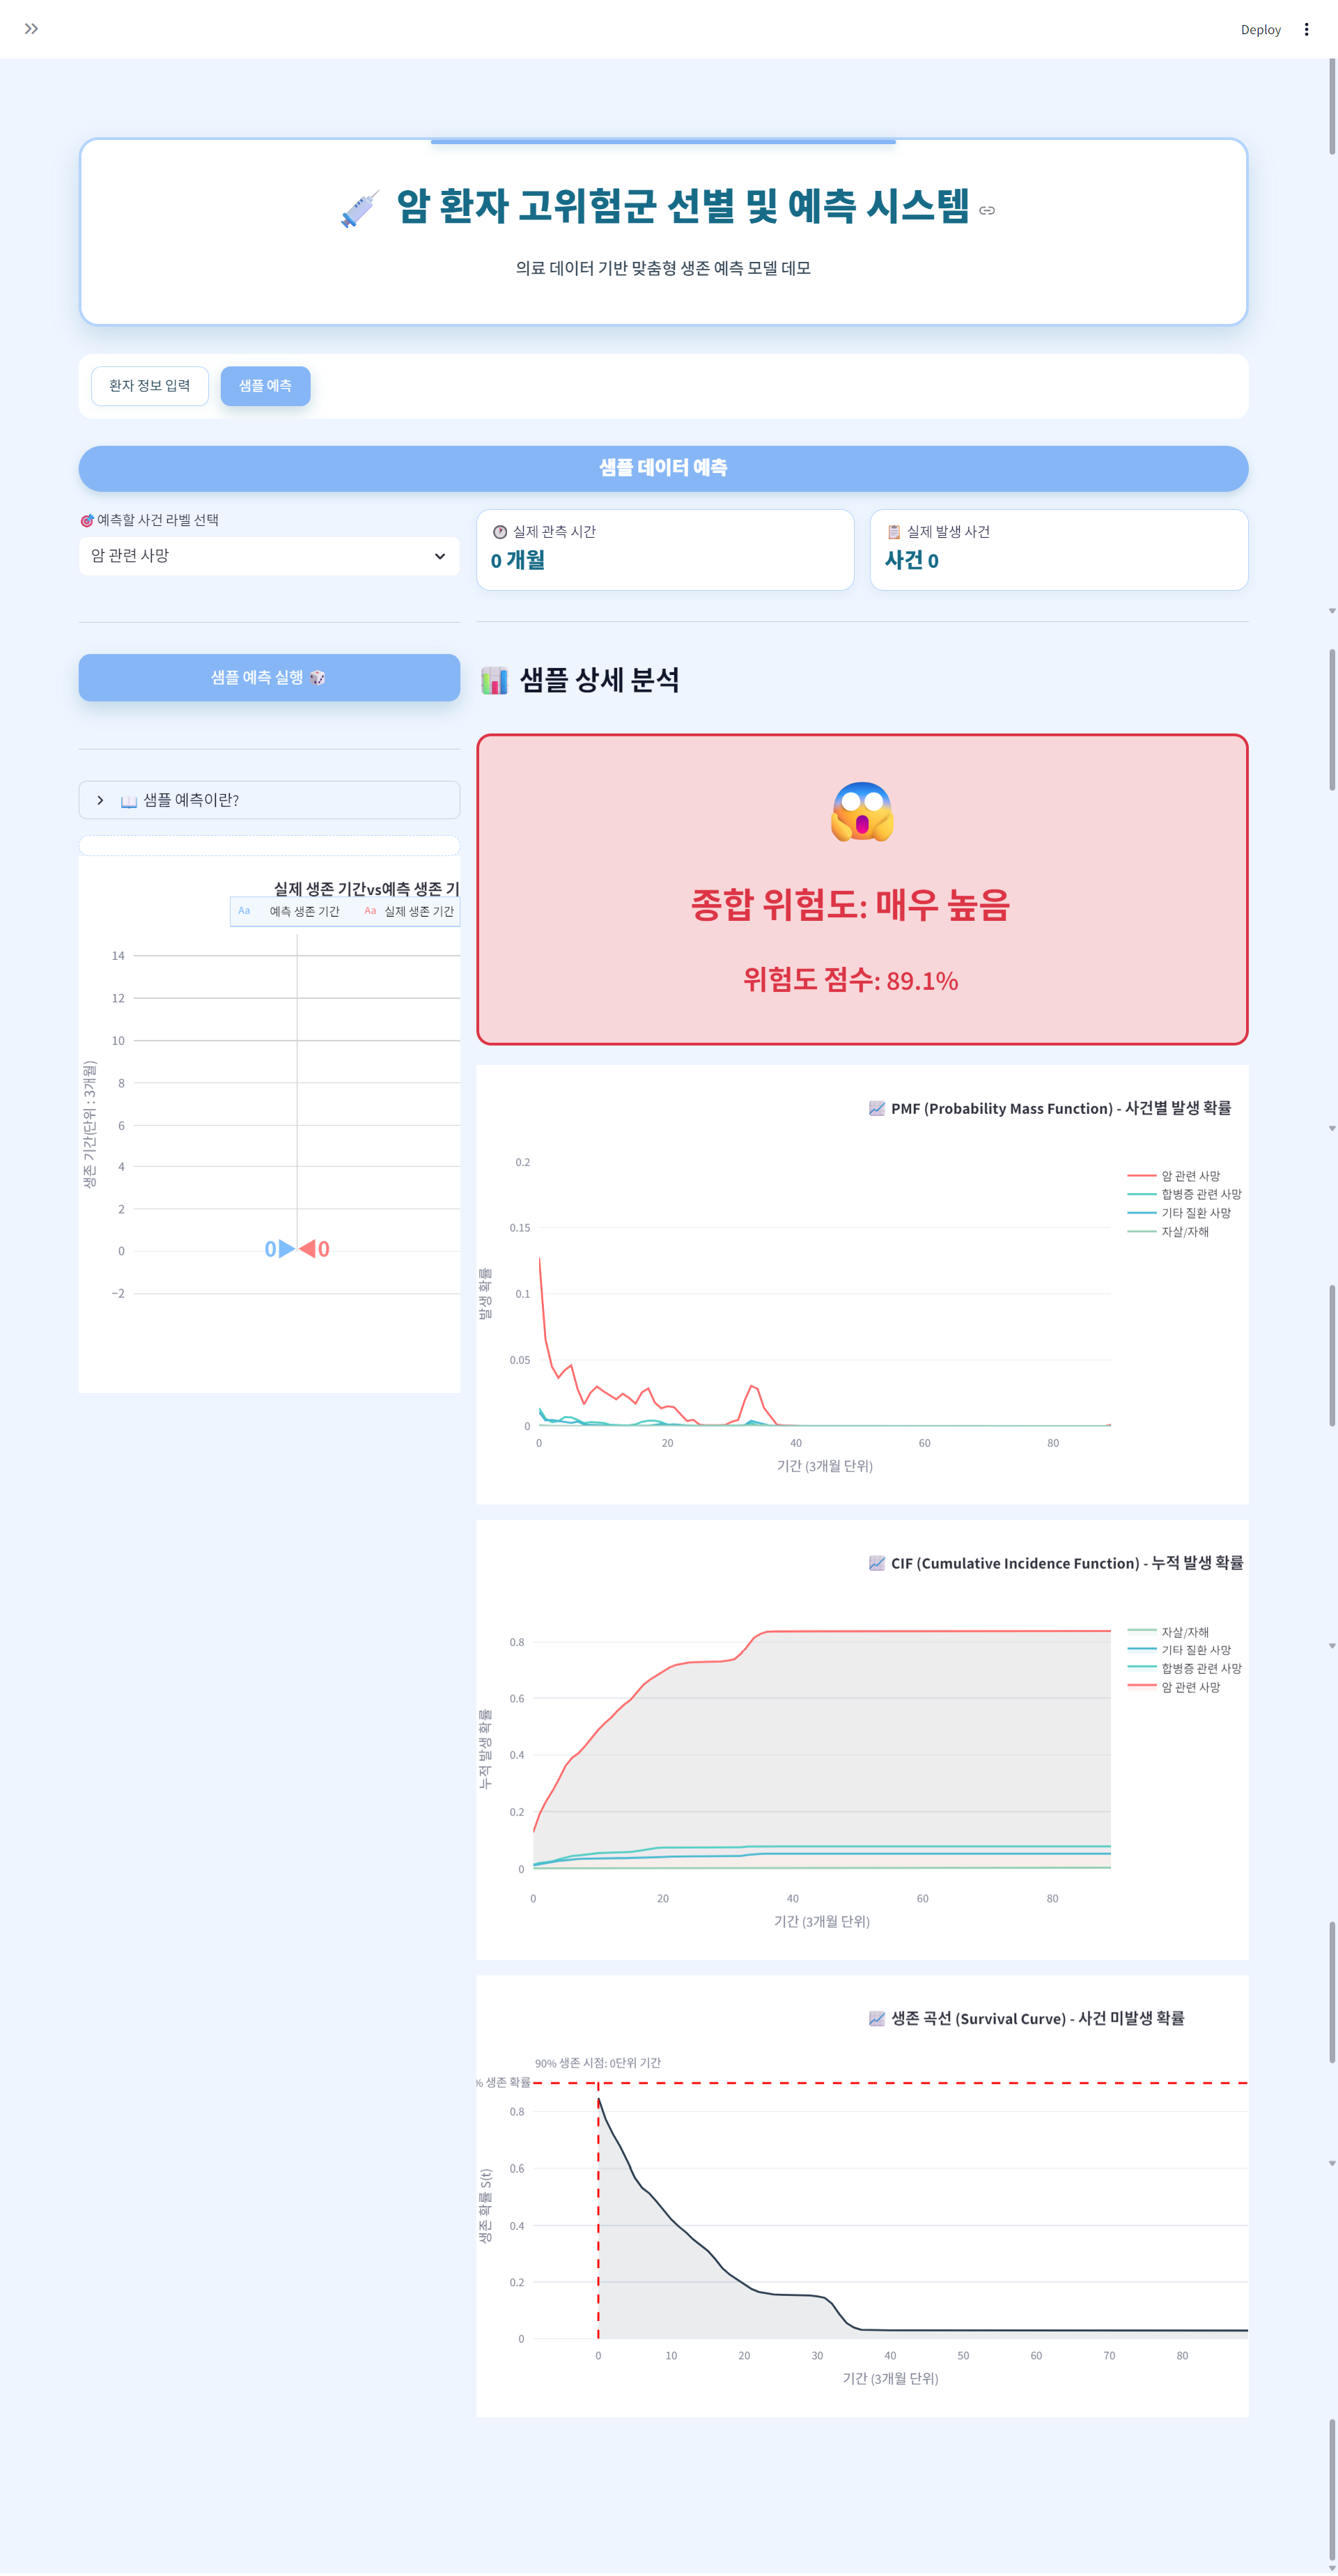 Deploy
암 환자 고위험군 선별 및 예측 시스템
의료 데이터 기반 맞춤형 생존 예측 모델 데모
환자 정보 입력
샘플 예측
샘플 데이터 예측
예측할 사건 라벨 선택
암 관련 사망
실제 관측 시간
0 개월
실제 발생 사건
사건 0
샘플 예측 실행
샘플 예측이란?
실제 생존 기간vs예측 생존 기
Aa 예측 생존 기간 Aa 실제 생존 기간
14
12
10
8
6
4
2
0
−2
생존 기간(단위 : 3개월)
0 0
샘플 상세 분석
종합 위험도: 매우 높음
위험도 점수: 89.1%
PMF (Probability Mass Function) - 사건별 발생 확률
0.2
0.15
0.1
0.05
0
발생 확률
0 20 40 60 80
기간 (3개월 단위)
암 관련 사망
합병증 관련 사망
기타 질환 사망
자살/자해
CIF (Cumulative Incidence Function) - 누적 발생 확률
0.8
0.6
0.4
0.2
0
누적 발생 확률
0 20 40 60 80
기간 (3개월 단위)
자살/자해
기타 질환 사망
합병증 관련 사망
암 관련 사망
생존 곡선 (Survival Curve) - 사건 미발생 확률
90% 생존 시점: 0단위 기간
% 생존 확률
0.8
0.6
0.4
0.2
0
생존 확률 S(t)
0 10 20 30 40 50 60 70 80
기간 (3개월 단위)